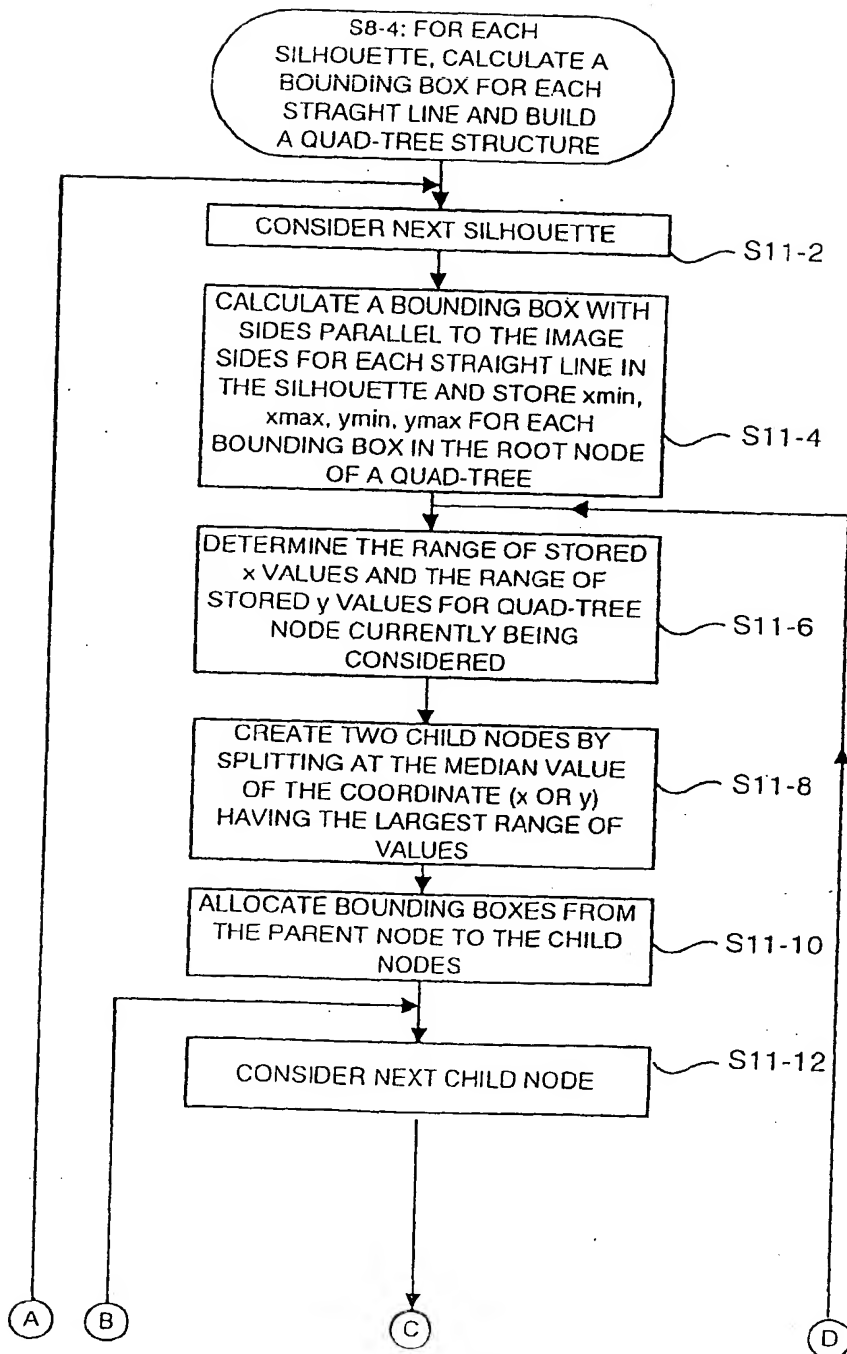 S8-4: FOR EACH
SILHOUETTE, CALCULATE A
BOUNDING BOX FOR EACH
STRAGHT LINE AND BUILD
A QUAD-TREE STRUCTURE
CONSIDER NEXT SILHOUETTE
S11-2
CALCULATE A BOUNDING BOX WITH
SIDES PARALLEL TO THE IMAGE
SIDES FOR EACH STRAIGHT LINE IN
THE SILHOUETTE AND STORE xmin,
xmax, ymin, ymax FOR EACH
BOUNDING BOX IN THE ROOT NODE
OF A QUAD-TREE
S11-4
DETERMINE THE RANGE OF STORED
x VALUES AND THE RANGE OF
STORED y VALUES FOR QUAD-TREE
NODE CURRENTLY BEING
CONSIDERED
S11-6
CREATE TWO CHILD NODES BY
SPLITTING AT THE MEDIAN VALUE
OF THE COORDINATE (x OR y)
HAVING THE LARGEST RANGE OF
VALUES
S11-8
ALLOCATE BOUNDING BOXES FROM
THE PARENT NODE TO THE CHILD
NODES
S11-10
CONSIDER NEXT CHILD NODE
S11-12
A
B
C
D